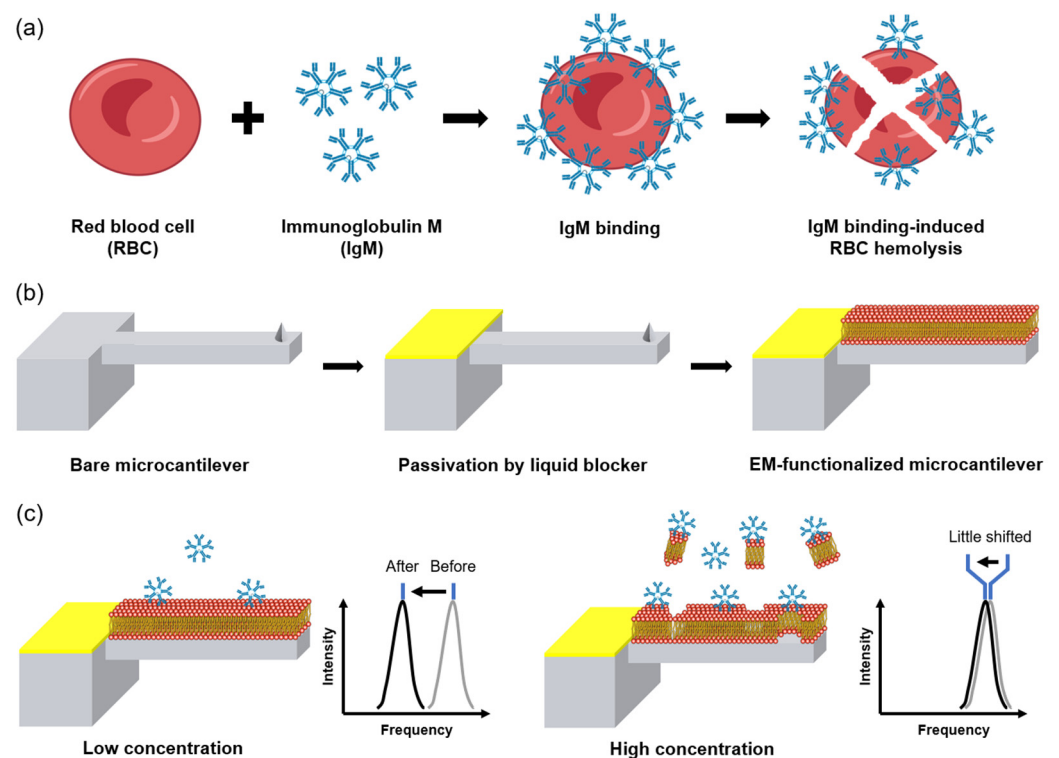 (a)
Red blood cell
(RBC)
Immunoglobulin M
(IgM)
IgM binding
IgM binding-induced
RBC hemolysis
(b)
Bare microcantilever
Passivation by liquid blocker
EM-functionalized microcantilever
(c)
After
Before
Intensity
Frequency
Low concentration
Little shifted
Intensity
Frequency
High concentration